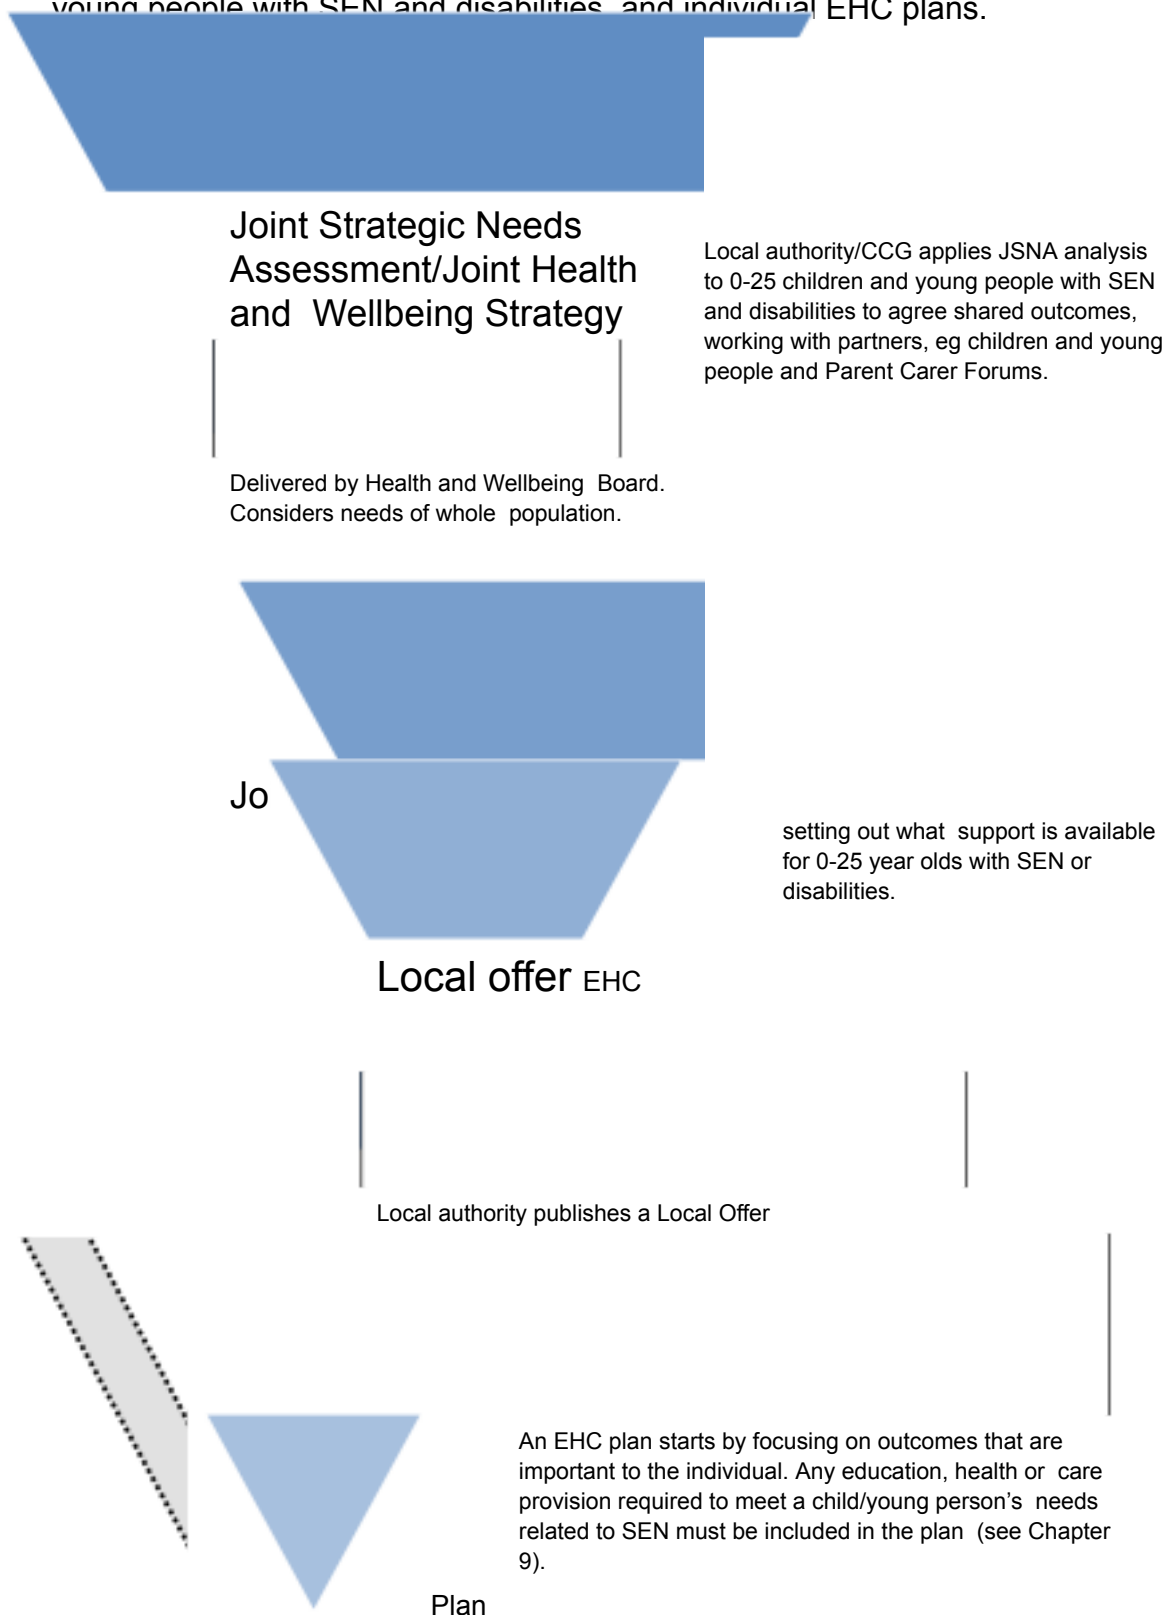 young people with SEN and disabilities, and individual EHC plans.
Joint Strategic Needs
Assessment/Joint Health
and Wellbeing Strategy
Local authority/CCG applies JSNA analysis
to 0-25 children and young people with SEN
and disabilities to agree shared outcomes,
working with partners, eg children and young
people and Parent Carer Forums.
Delivered by Health and Wellbeing Board.
Considers needs of whole population.
Jo
setting out what support is available
for 0-25 year olds with SEN or
disabilities.
Local offer EHC
Local authority publishes a Local Offer
An EHC plan starts by focusing on outcomes that are
important to the individual. Any education, health or care
provision required to meet a child/young person’s needs
related to SEN must be included in the plan (see Chapter
9).
Plan